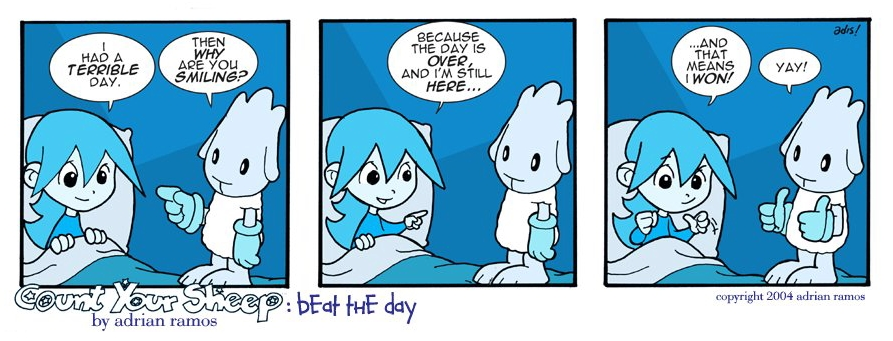 I
HAD A
TERRIBLE
DAY.
THEN
WHY
ARE YOU
SMILING?
BECAUSE
THE DAY IS
OVER,
AND I'M STILL
HERE...
...AND
THAT
MEANS
I WON!
YAY!
adis!
Count Your Sheep : bEat tHE day
by adrian ramos
copyright 2004 adrian ramos